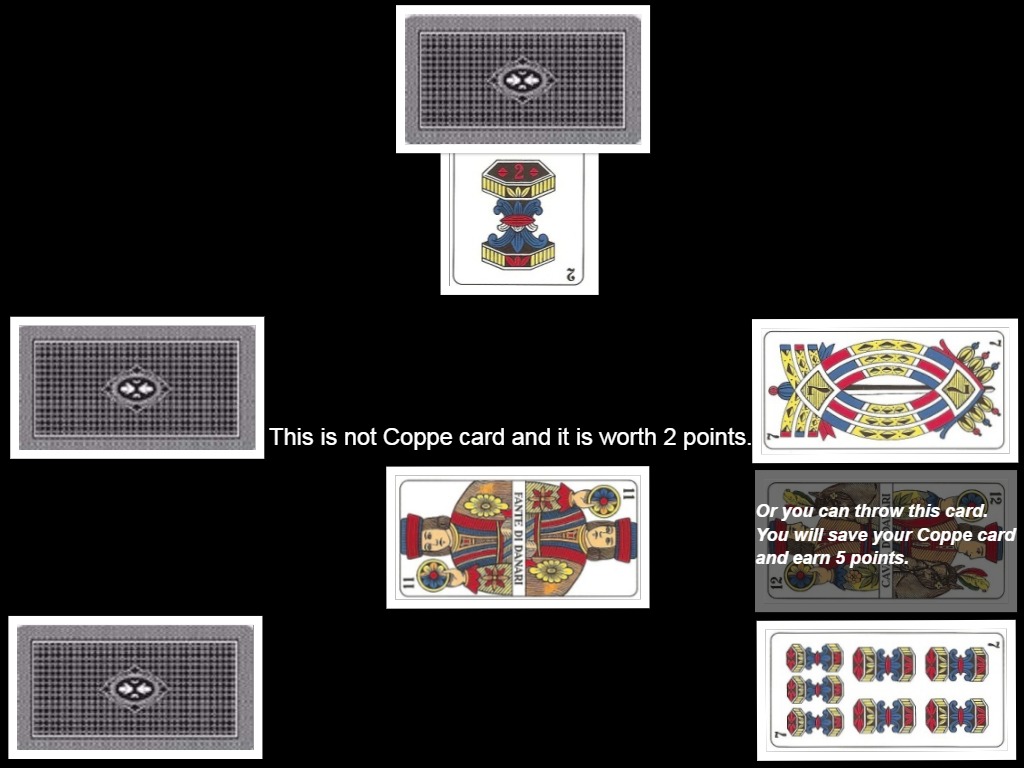 2
2
7
7
7
This is not Coppe card and it is worth 2 points.
11
FANTE DI DANARI
11
12
Or you can throw this card.
You will save your Coppe card
and earn 5 points.
12
7
7